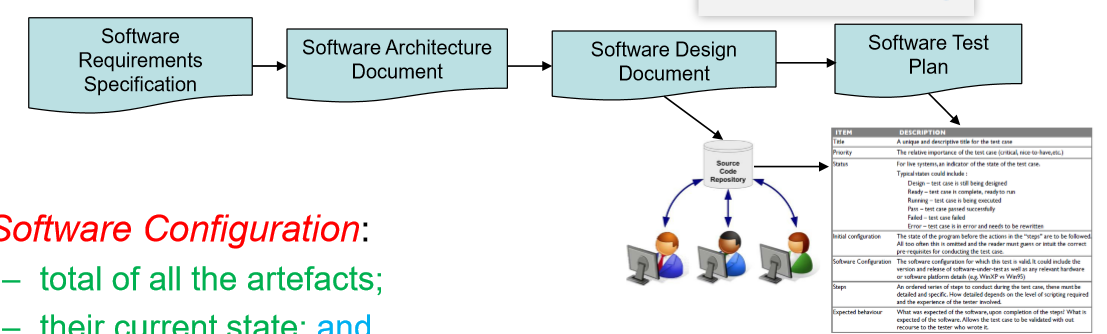 Software
Requirements
Specification
Software Architecture
Document
Software Design
Document
Software Test
Plan
Source
Code
Repository
ITEM DESCRIPTION
Title A unique and descriptive title for the test case
Priority The relative importance of the test case (critical, nice-to-have, etc.)
Status For live systems, an indicator of the state of the test case.
Typical states could include :
Design – test case is still being designed
Ready – test case is complete, ready to run
Running – test case is being executed
Pass – test case passed successfully
Failed – test case failed
Error – test case is in error and needs to be rewritten
Initial configuration The state of the program before the actions in the "steps" are to be followed.
All too often this is omitted and the reader must guess or intuit the correct
pre-requisites for conducting the test case.
Software Configuration The software configuration for which this test is valid. It could include the
version and release of software-under-test as well as any relevant hardware
or software platform details (e.g. WinXP vs Win95)
Steps An ordered series of steps to conduct during the test case, these must be
detailed and specific. How detailed depends on the level of scripting required
and the experience of the tester involved.
Expected behaviour What was expected of the software, upon completion of the steps? What is
expected of the software. Allows the test case to be validated with out
recourse to the tester who wrote it.
Software Configuration:
– total of all the artefacts;
– their current state; and